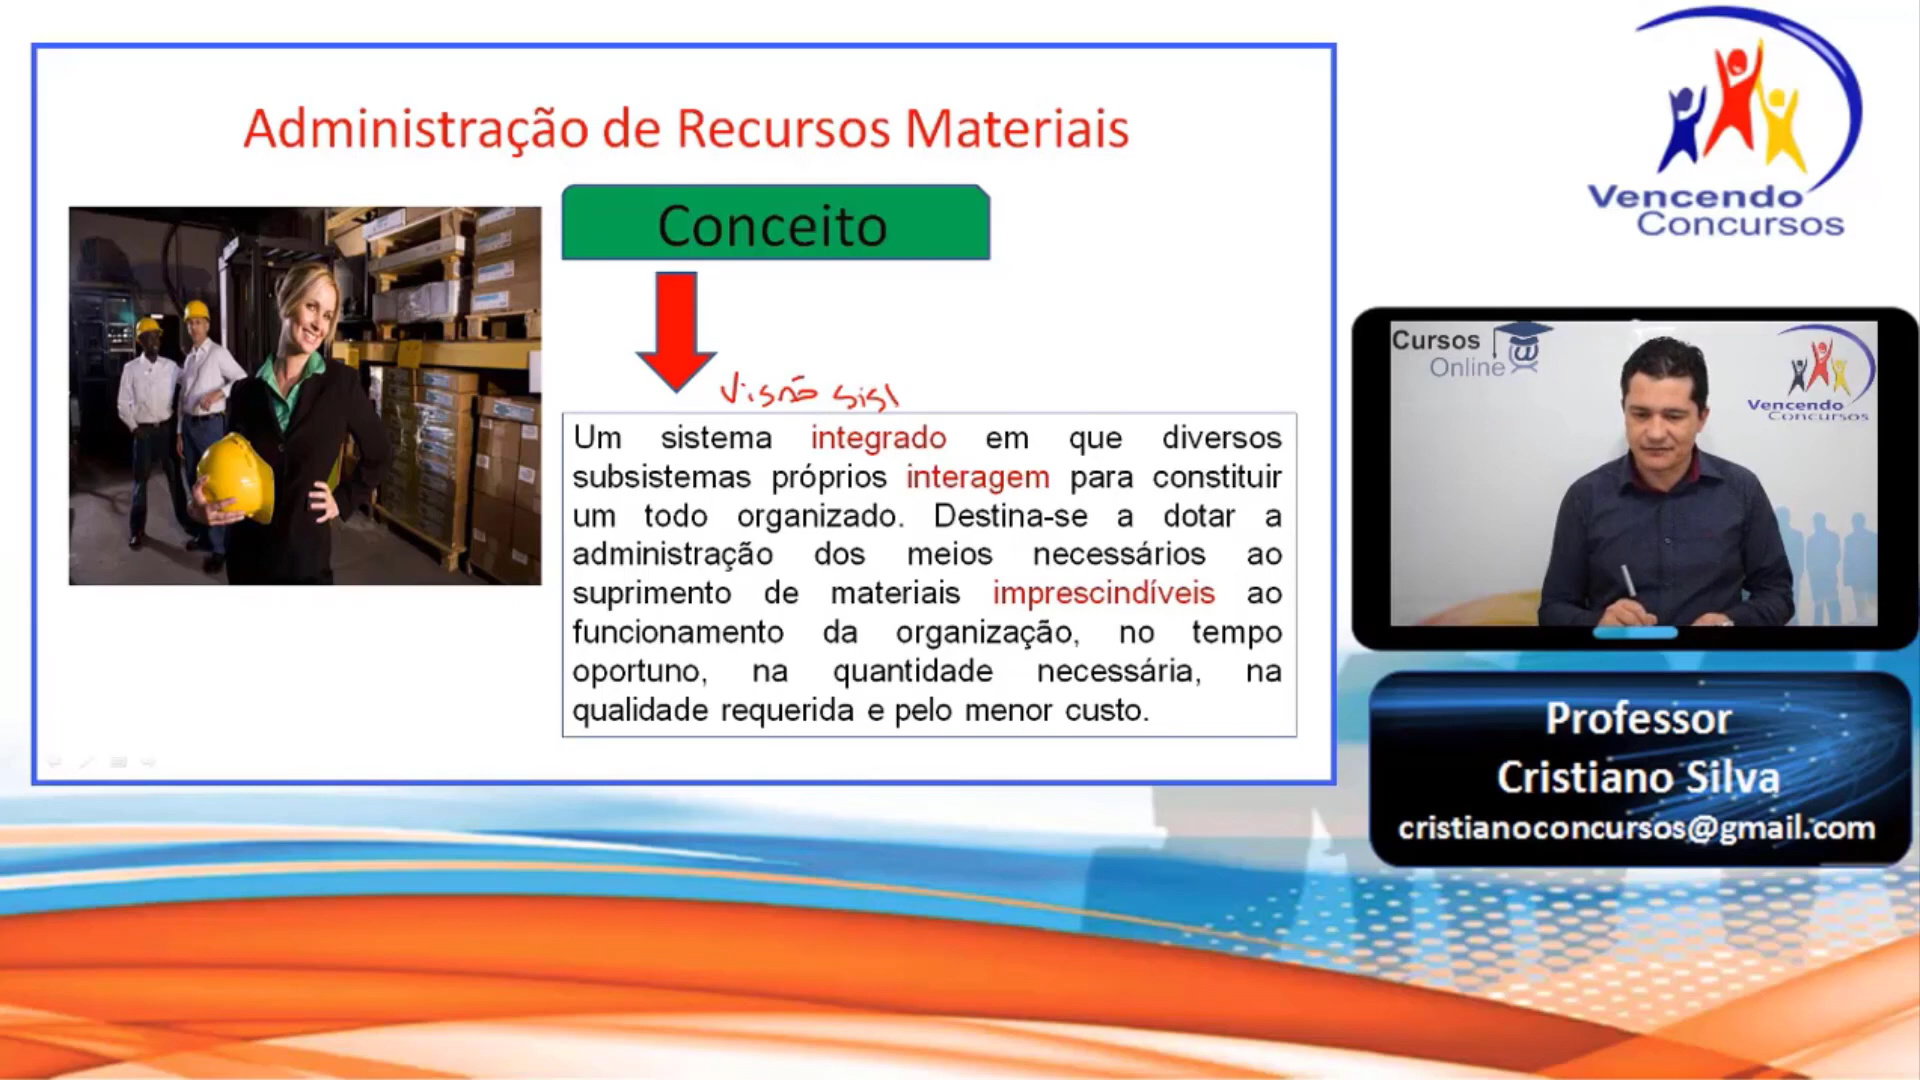 Administração de Recursos Materiais
Conceito
Visão sist
Um sistema integrado em que diversos
subsistemas próprios interagem para constituir
um todo organizado. Destina-se a dotar a
administração dos meios necessários ao
suprimento de materiais imprescindíveis ao
funcionamento da organização, no tempo
oportuno, na quantidade necessária, na
qualidade requerida e pelo menor custo.
Vencendo
Concursos
Cursos
Online
Vencendo
Concursos
Professor
Cristiano Silva
cristianoconcursos@gmail.com